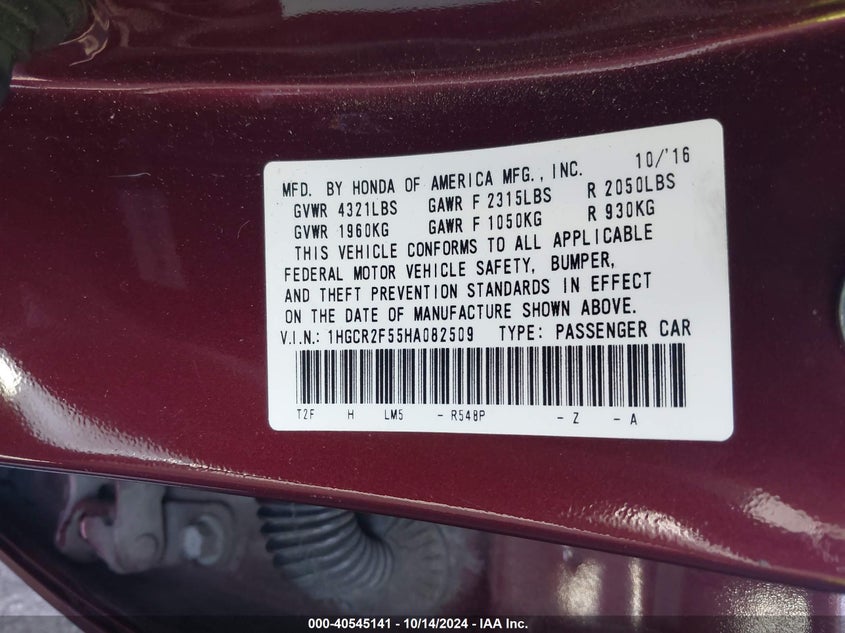 MFD. BY HONDA OF AMERICA MFG., INC. 10/'16
GVWR 4321LBS GAWR F 2315LBS R 2050LBS
GVWR 1960KG GAWR F 1050KG R 930KG
THIS VEHICLE CONFORMS TO ALL APPLICABLE
FEDERAL MOTOR VEHICLE SAFETY, BUMPER,
AND THEFT PREVENTION STANDARDS IN EFFECT
ON THE DATE OF MANUFACTURE SHOWN ABOVE.
V.I.N.: 1HGCR2F55HA082509 TYPE: PASSENGER CAR
T2F H LM5 - R548P - Z - A
000-40545141 - 10/14/2024 - IAA Inc.